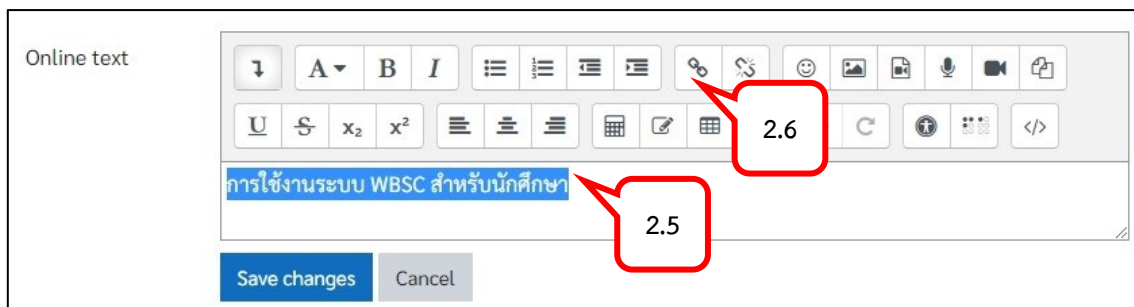 Online text
A B I
U S x₂ x² </>
2.6
การใช้งานระบบ WBSC สำหรับนักศึกษา
2.5
Save changes Cancel